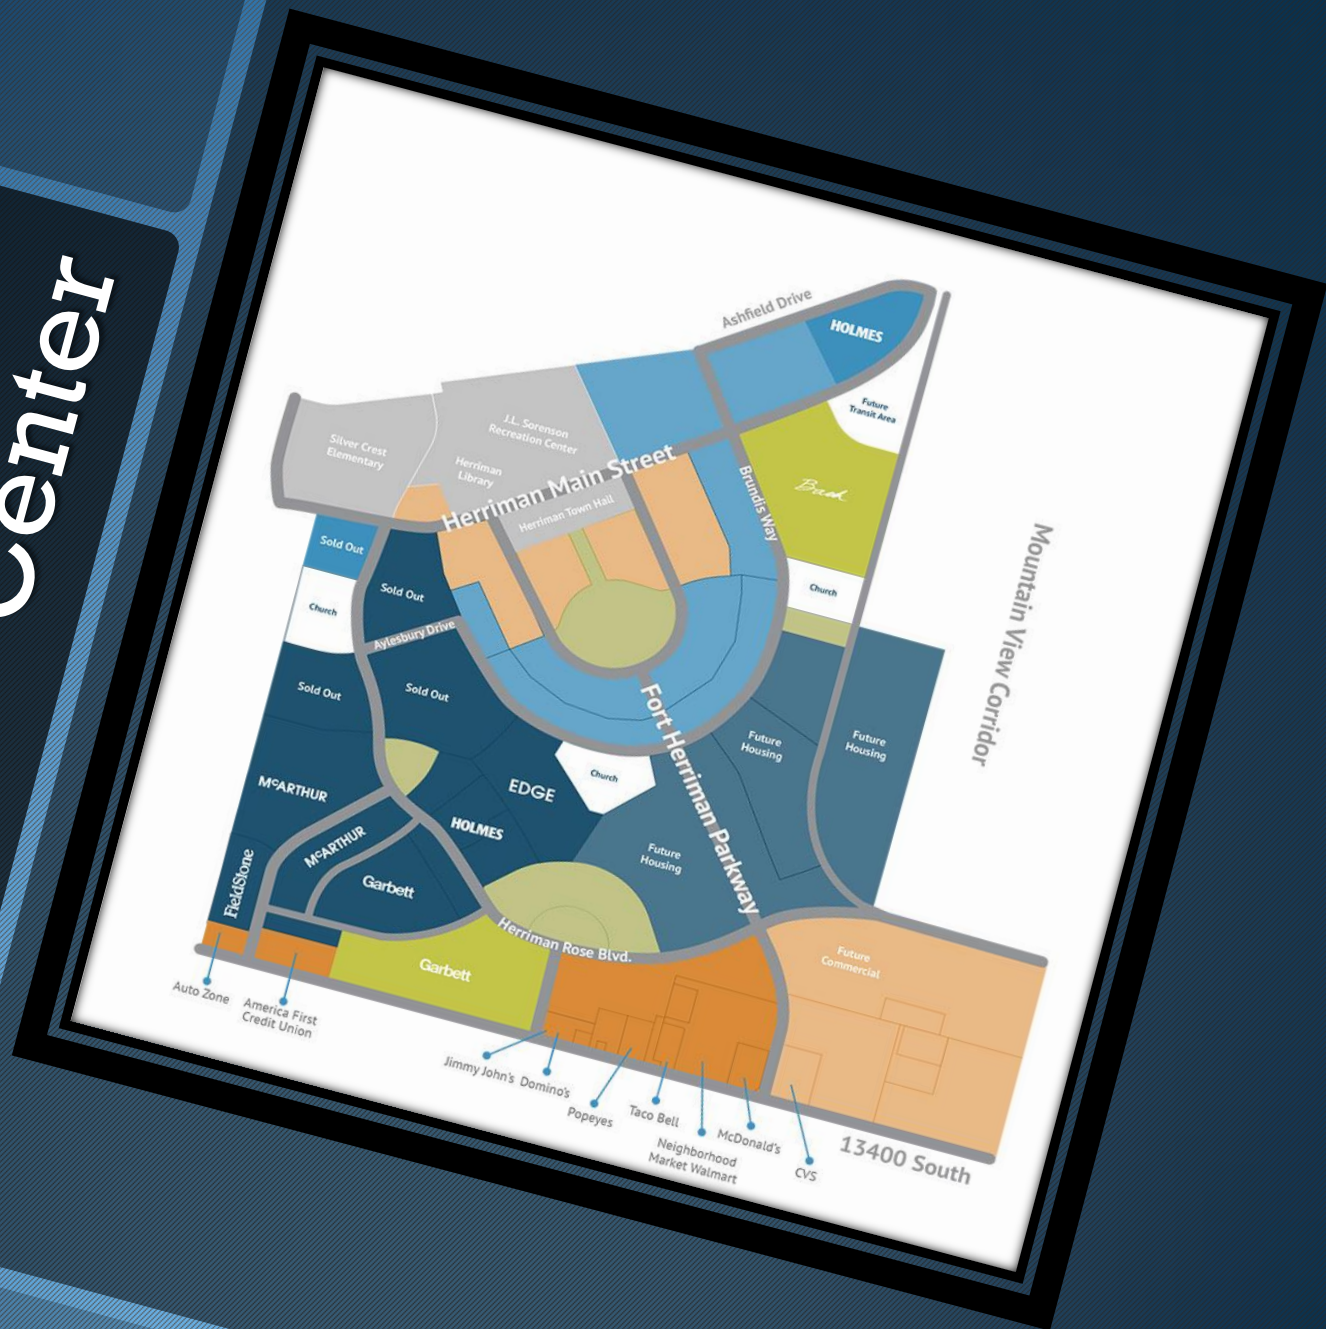 Center
Ashfield Drive
HOLMES
Future
Transit Area
J.L. Sorenson
Recreation Center
Silver Crest
Elementary
Herriman
Library
Herriman Main Street
Herriman Town Hall
Brundis Way
Mountain View Corridor
Sold Out
Sold Out
Church
Church
Aylesbury Drive
Sold Out
Sold Out
Fort Herriman Parkway
Future
Housing
Future
Housing
Church
EDGE
McARTHUR
HOLMES
McARTHUR
Future
Housing
FieldStone
Garbett
Herriman Rose Blvd.
Garbett
Future
Commercial
Auto Zone
America First
Credit Union
Jimmy John's
Domino's
Popeyes
Taco Bell
Neighborhood
Market Walmart
McDonald's
CVS
13400 South